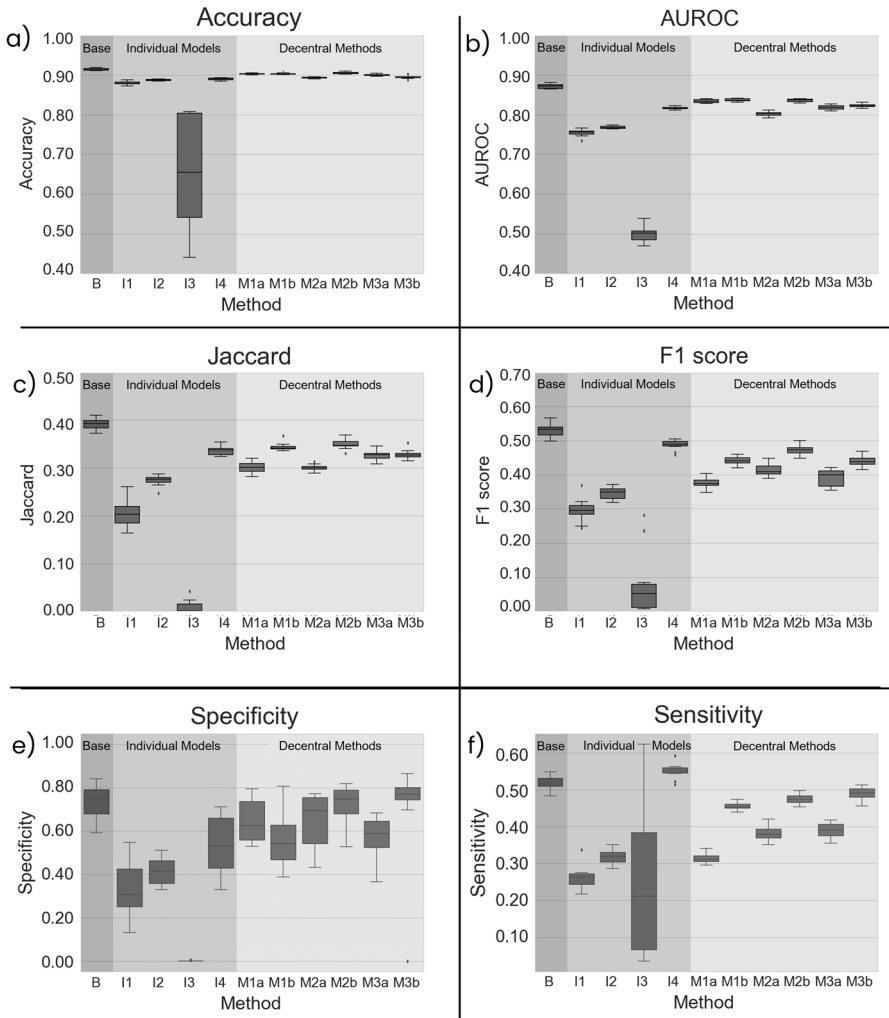 Accuracy
a)
1.00
0.90
0.80
0.70
0.60
0.50
0.40
Accuracy
Base Individual Models Decentral Methods
B I1 I2 I3 I4 M1a M1b M2a M2b M3a M3b
Method
AUROC
b)
1.00
0.90
0.80
0.70
0.60
0.50
0.40
AUROC
Base Individual Models Decentral Methods
B I1 I2 I3 I4 M1a M1b M2a M2b M3a M3b
Method
Jaccard
c)
0.50
0.40
0.30
0.20
0.10
0.00
Jaccard
Base Individual Models Decentral Methods
B I1 I2 I3 I4 M1a M1b M2a M2b M3a M3b
Method
F1 score
d)
0.70
0.60
0.50
0.40
0.30
0.20
0.10
0.00
F1 score
Base Individual Models Decentral Methods
B I1 I2 I3 I4 M1a M1b M2a M2b M3a M3b
Method
Specificity
e)
1.00
0.80
0.60
0.40
0.20
0.00
Specificity
Base Individual Models Decentral Methods
B I1 I2 I3 I4 M1a M1b M2a M2b M3a M3b
Method
Sensitivity
f)
0.60
0.50
0.40
0.30
0.20
0.10
Sensitivity
Base Individual Models Decentral Methods
B I1 I2 I3 I4 M1a M1b M2a M2b M3a M3b
Method